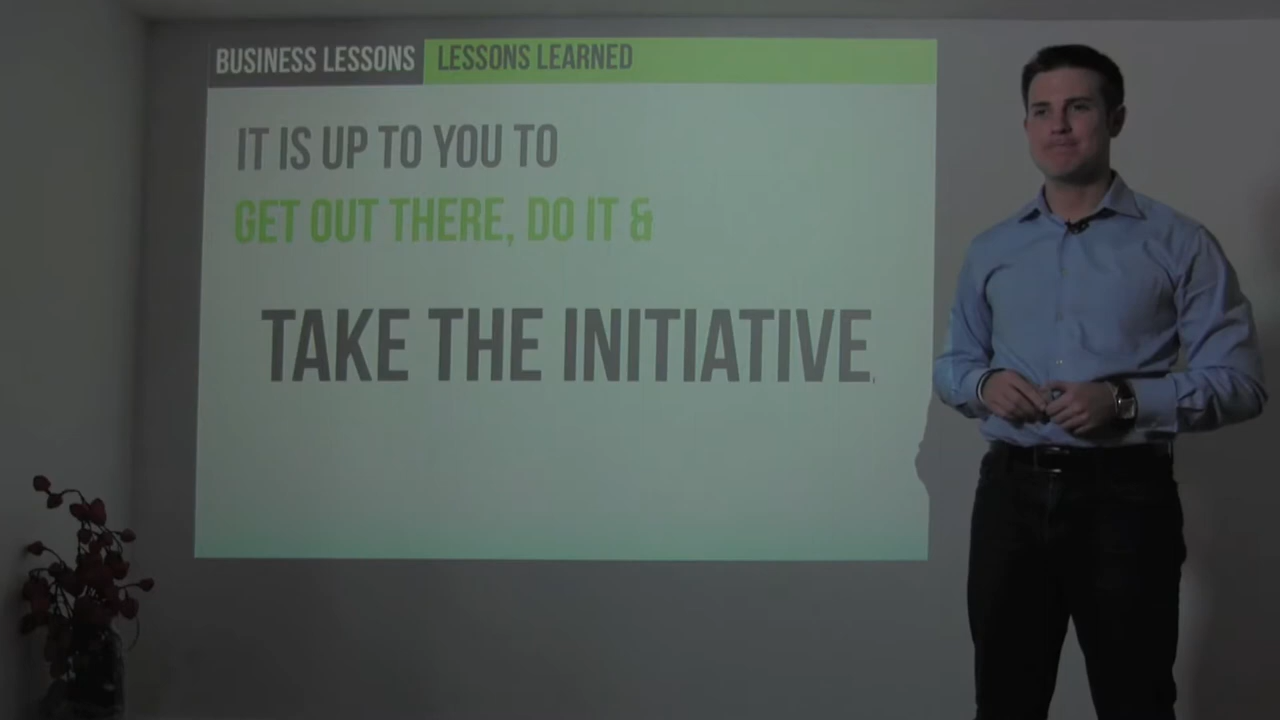 BUSINESS LESSONS LESSONS LEARNED
IT IS UP TO YOU TO
GET OUT THERE, DO IT &
TAKE THE INITIATIVE.